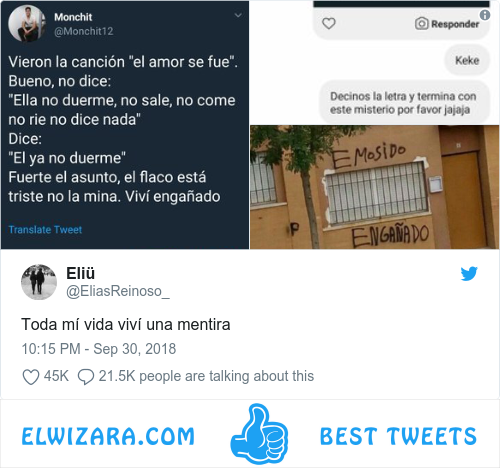 Monchit
@Monchit12
Vieron la canción "el amor se fue".
Bueno, no dice:
"Ella no duerme, no sale, no come
no rie no dice nada"
Dice:
"El ya no duerme"
Fuerte el asunto, el flaco está
triste no la mina. Viví engañado
Translate Tweet
Responder
Keke
Decinos la letra y termina con
este misterio por favor jajaja
EMOSIDO
P
ENGAÑADO
Eliü
@EliasReinoso_
Toda mí vida viví una mentira
10:15 PM - Sep 30, 2018
45K 21.5K people are talking about this
ELWIZARA.COM BEST TWEETS